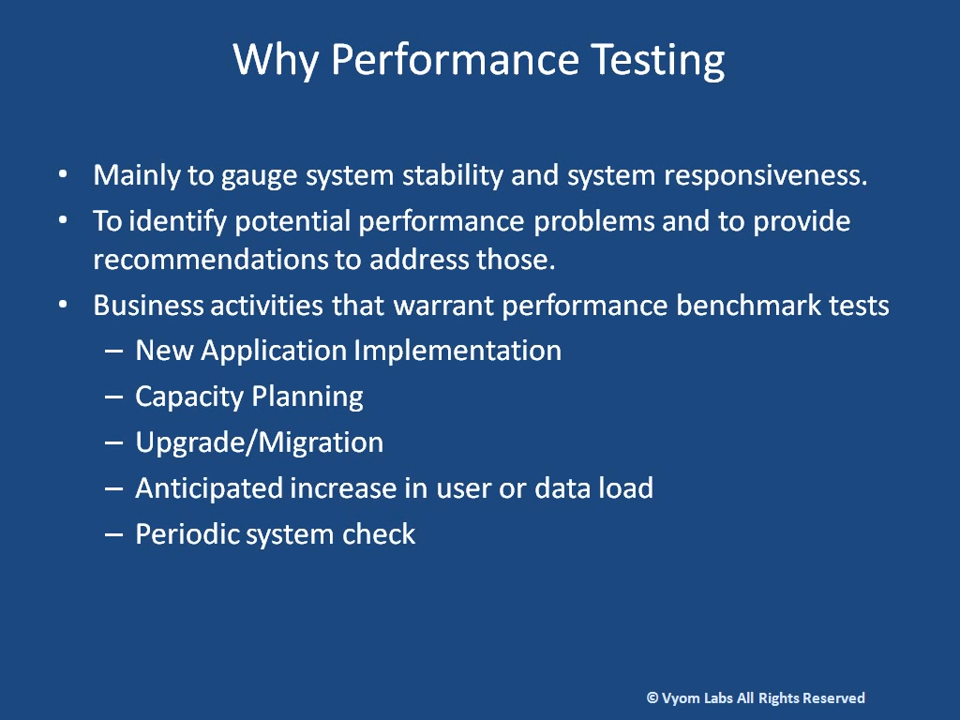 Why Performance Testing
• Mainly to gauge system stability and system responsiveness.
• To identify potential performance problems and to provide
recommendations to address those.
• Business activities that warrant performance benchmark tests
– New Application Implementation
– Capacity Planning
– Upgrade/Migration
– Anticipated increase in user or data load
– Periodic system check
© Vyom Labs All Rights Reserved